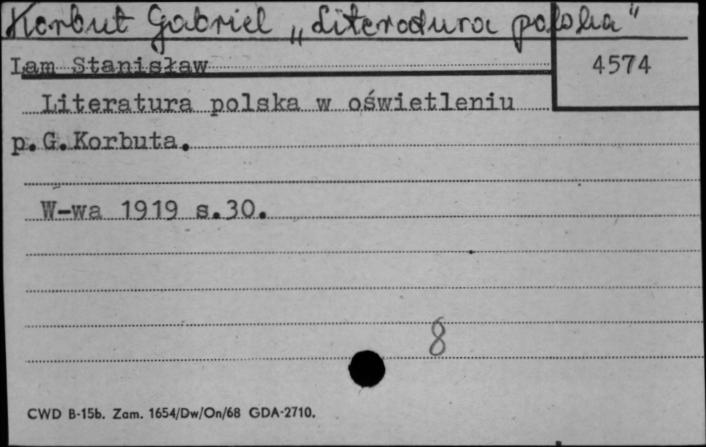 Korbut Gabriel „Literatura polska"
Lam Stanisław
4574
Literatura polska w oświetleniu
p.G.Korbuta.
W-wa 1919 s.30.
8
CWD B-15b. Zam. 1654/Dw/On/68 GDA-2710.